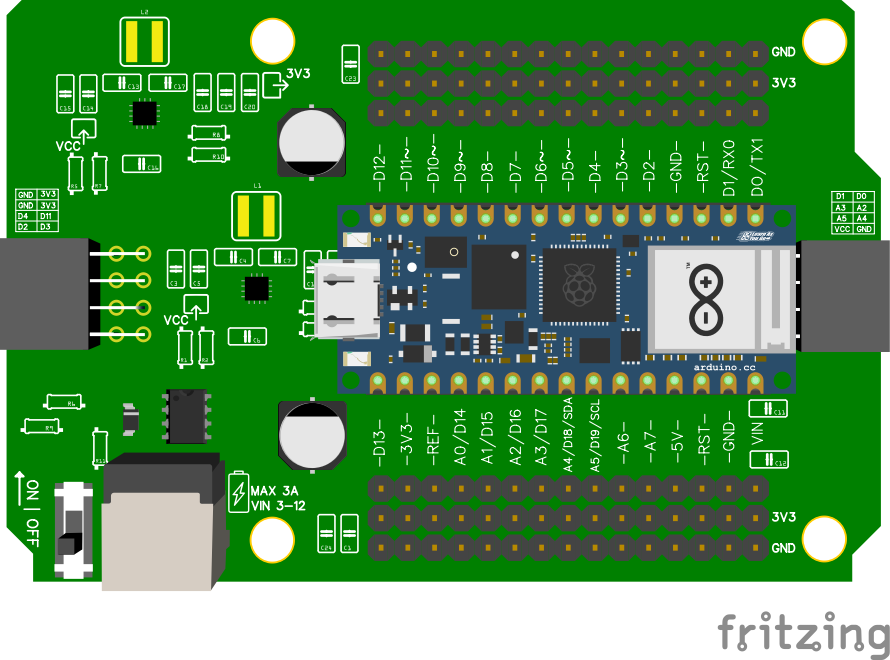 L2
GND
C23
3V3
3V3
C15
C14
C13
C17
C18
C19
C20
VCC
R8
R10
C16
R5
R7
-D12-
-D11~
-D10~
-D9~
-D8-
-D7-
-D6~
-D5~
-D4-
-D3~
-D2-
-GND-
-RST-
D1/RX0
D0/TX1
L1
GND 3V3
GND 3V3
D4 D11
D2 D3
D1 D0
A3 A2
A5 A4
VCC GND
C3
C5
C4
C7
C1
VCC
R1
R2
C6
TM
arduino.cc
R6
R9
R11
-D13-
-3V3-
-REF-
A0/D14
A1/D15
A2/D16
A3/D17
A4/D18/SDA
A5/D19/SCL
-A6-
-A7-
-5V-
-RST-
-GND-
VIN
C11
C12
ON | OFF
MAX 3A
VIN 3-12
C24
C1
3V3
GND
fritzing